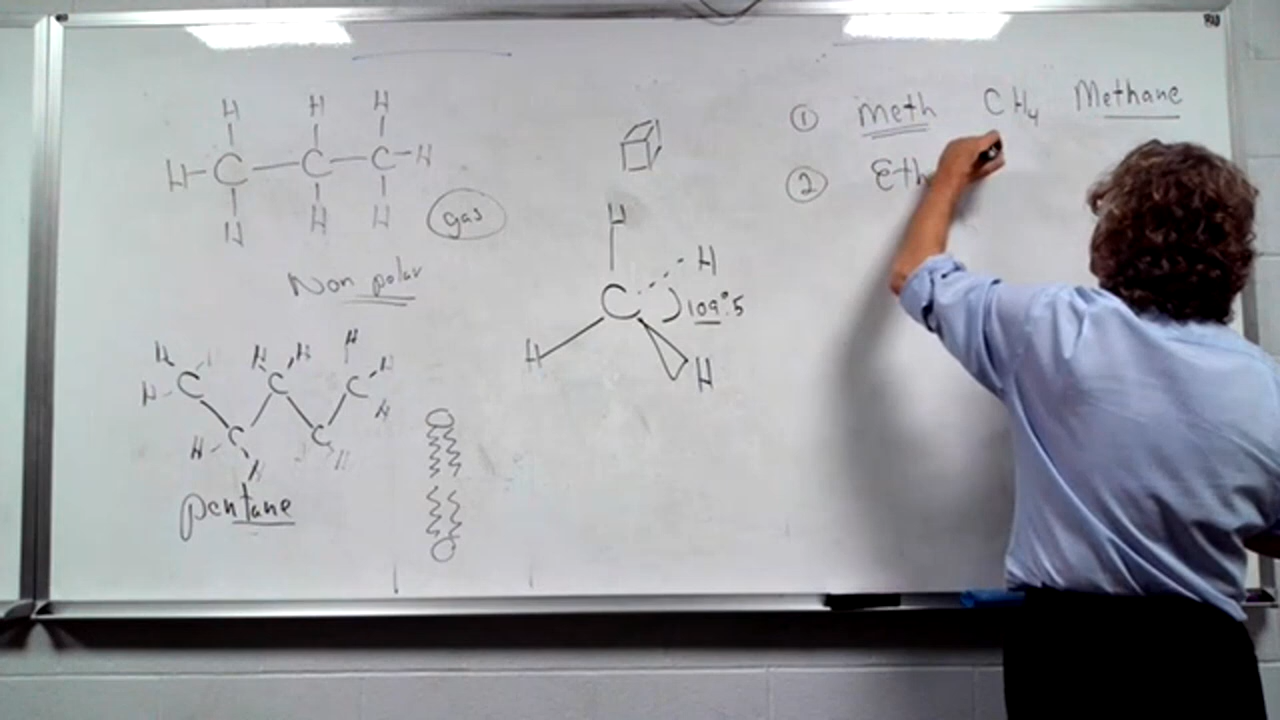 H H H
H-C-C-C-H
H H H
gas
Non polar
H
H
C
H
H
109°.5
H
H H H H H
H C C C H
H C C H
H H
pentane
① meth CH4 Methane
② Eth